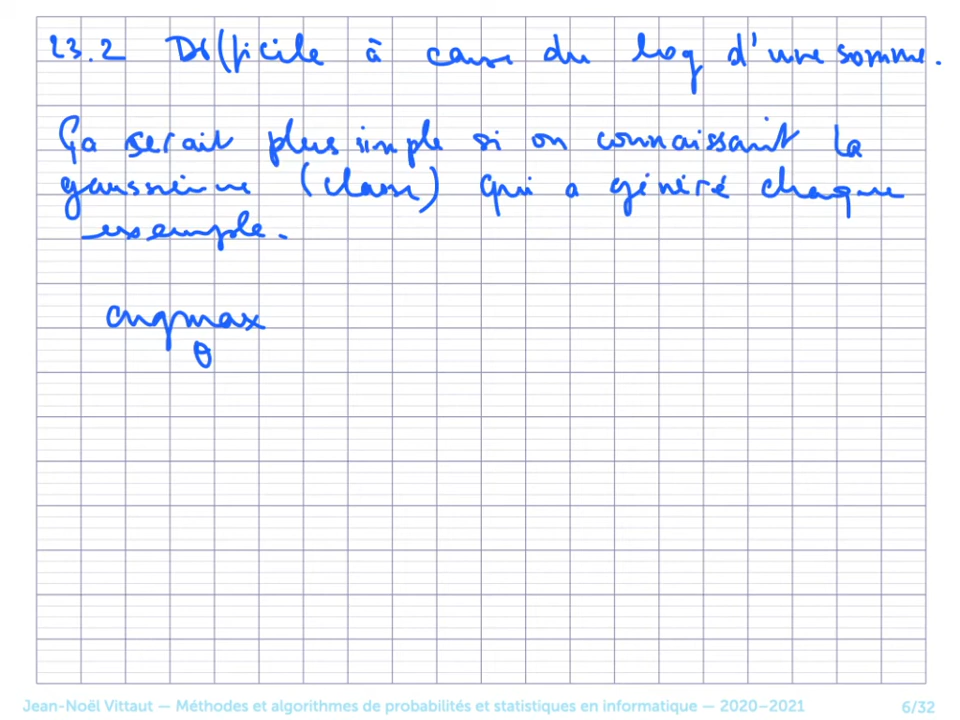 23.2 Difficile à cause du log d'une somme.
Ça serait plus simple si on connaissait la
gaussienne (classe) qui a généré chaque
exemple.
argmax
θ
Jean-Noël Vittaut — Méthodes et algorithmes de probabilités et statistiques en informatique — 2020–2021 6/32